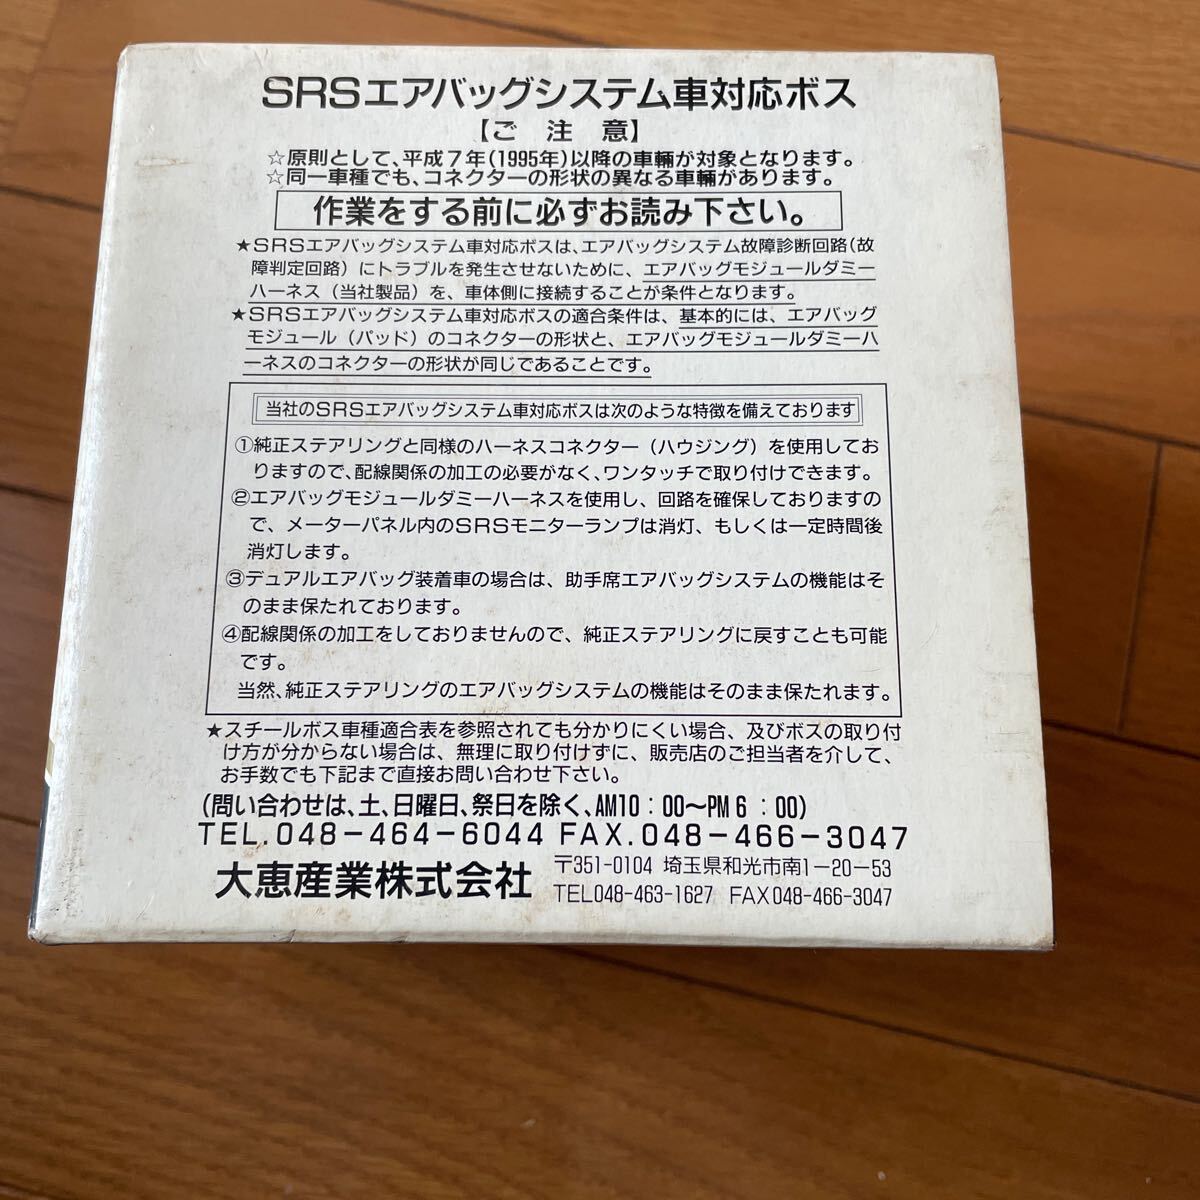 SRSエアバッグシステム車対応ボス
【ご注意】
☆原則として、平成7年(1995年)以降の車輛が対象となります。
☆同一車種でも、コネクターの形状の異なる車輛があります。
作業をする前に必ずお読み下さい。
★SRSエアバッグシステム車対応ボスは、エアバッグシステム故障診断回路(故
障判定回路)にトラブルを発生させないために、エアバッグモジュールダミー
ハーネス(当社製品)を、車体側に接続することが条件となります。
★SRSエアバッグシステム車対応ボスの適合条件は、基本的には、エアバッグ
モジュール(パッド)のコネクターの形状と、エアバッグモジュールダミーハ
ーネスのコネクターの形状が同じであることです。
当社のSRSエアバッグシステム車対応ボスは次のような特徴を備えております
①純正ステアリングと同様のハーネスコネクター(ハウジング)を使用してお
りますので、配線関係の加工の必要がなく、ワンタッチで取り付けできます。
②エアバッグモジュールダミーハーネスを使用し、回路を確保しておりますの
で、メーターパネル内のSRSモニターランプは消灯、もしくは一定時間後
消灯します。
③デュアルエアバッグ装着車の場合は、助手席エアバッグシステムの機能はそ
のまま保たれております。
④配線関係の加工をしておりませんので、純正ステアリングに戻すことも可能
です。
当然、純正ステアリングのエアバッグシステムの機能はそのまま保たれます。
★スチールボス車種適合表を参照されても分かりにくい場合、及びボスの取り付
け方が分からない場合は、無理に取り付けずに、販売店のご担当者を介して、
お手数でも下記まで直接お問い合わせ下さい。
(問い合わせは、土、日曜日、祭日を除く、AM10:00〜PM6:00)
TEL.048-464-6044 FAX.048-466-3047
大恵産業株式会社
〒351-0104 埼玉県和光市南1-20-53
TEL048-463-1627 FAX048-466-3047